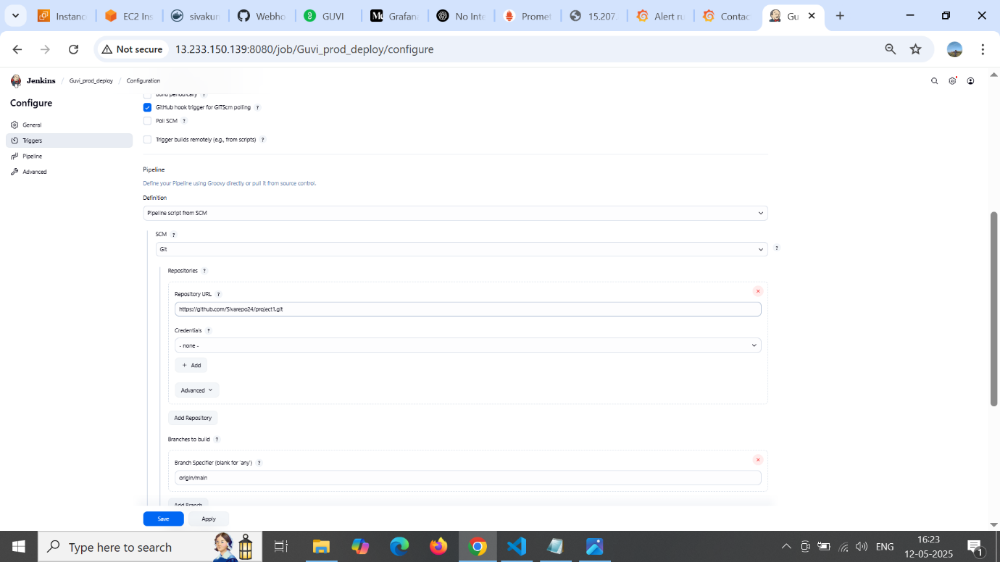 Instanc
EC2 Ins
sivakun
Webho
GUVI
Grafana
No Inte
Promet
15.207.
Alert ru
Contac
Gu
Not secure
13.233.150.139:8080/job/Guvi_prod_deploy/configure
Jenkins / Guvi_prod_deploy / Configuration
Configure
General
Triggers
Pipeline
Advanced
Build periodically ?
GitHub hook trigger for GITScm polling ?
Poll SCM ?
Trigger builds remotely (e.g., from scripts) ?
Pipeline
Define your Pipeline using Groovy directly or pull it from source control.
Definition
Pipeline script from SCM
SCM ?
Git
?
Repositories ?
Repository URL ?
https://github.com/Sivarepo24/project1.git
Credentials ?
- none -
+ Add
Advanced
Add Repository
Branches to build ?
Branch Specifier (blank for 'any') ?
origin/main
Add Branch
Save
Apply
Type here to search
ENG
16:23
12-05-2025
1